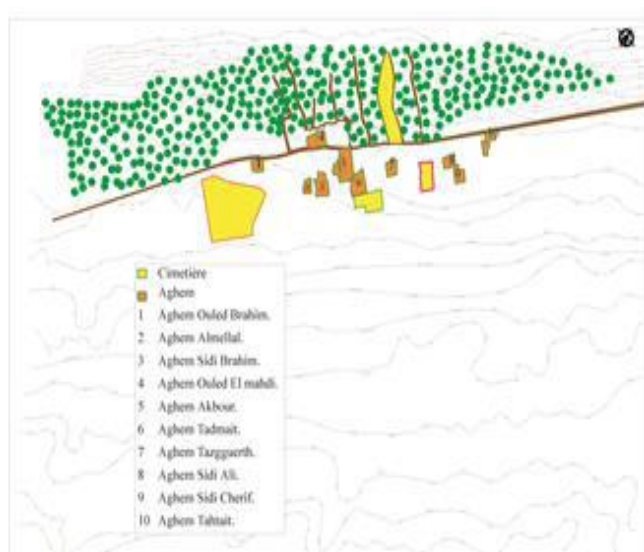 Cimetière
Aghem
1 Aghem Ouled Brahim.
2 Aghem Almellal.
3 Aghem Sidi Brahim.
4 Aghem Ouled El mahdi.
5 Aghem Akbour.
6 Aghem Tadmait.
7 Aghem Tazgguerth.
8 Aghem Sidi Ali.
9 Aghem Sidi Cherif.
10 Aghem Tahtait.